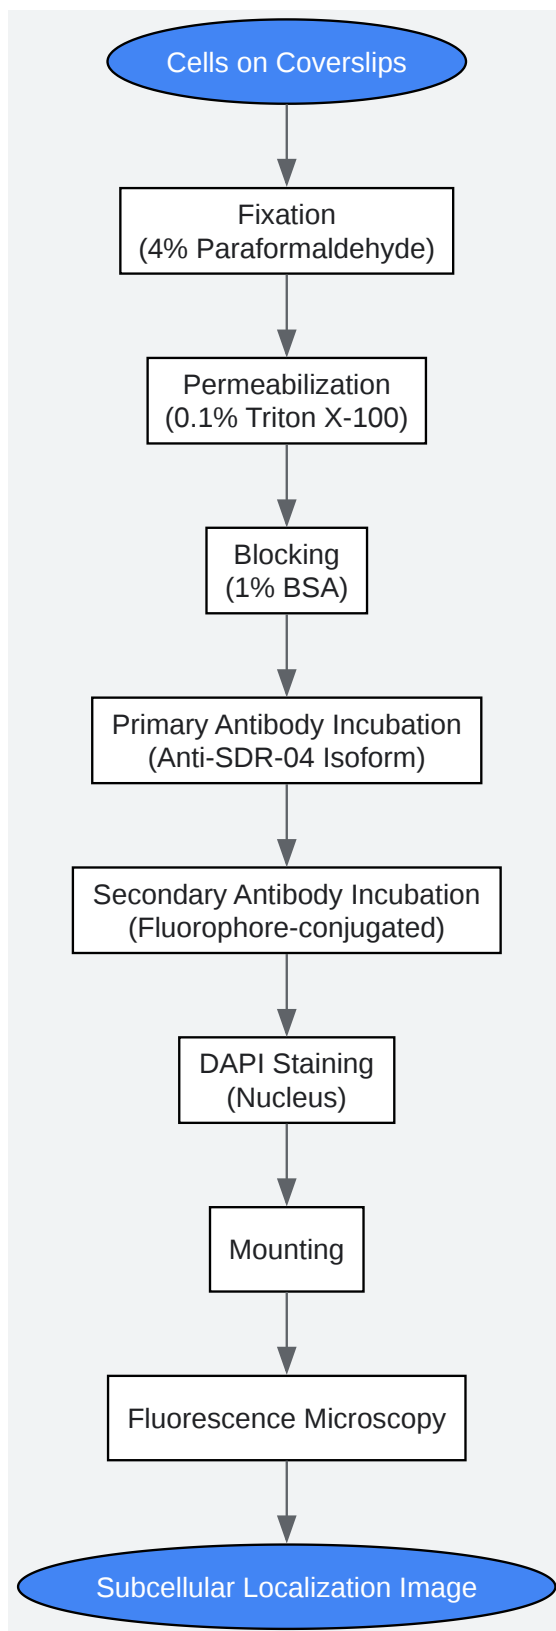 Cells on Coverslips
Fixation
(4% Paraformaldehyde)
Permeabilization
(0.1% Triton X-100)
Blocking
(1% BSA)
Primary Antibody Incubation
(Anti-SDR-04 Isoform)
Secondary Antibody Incubation
(Fluorophore-conjugated)
DAPI Staining
(Nucleus)
Mounting
Fluorescence Microscopy
Subcellular Localization Image